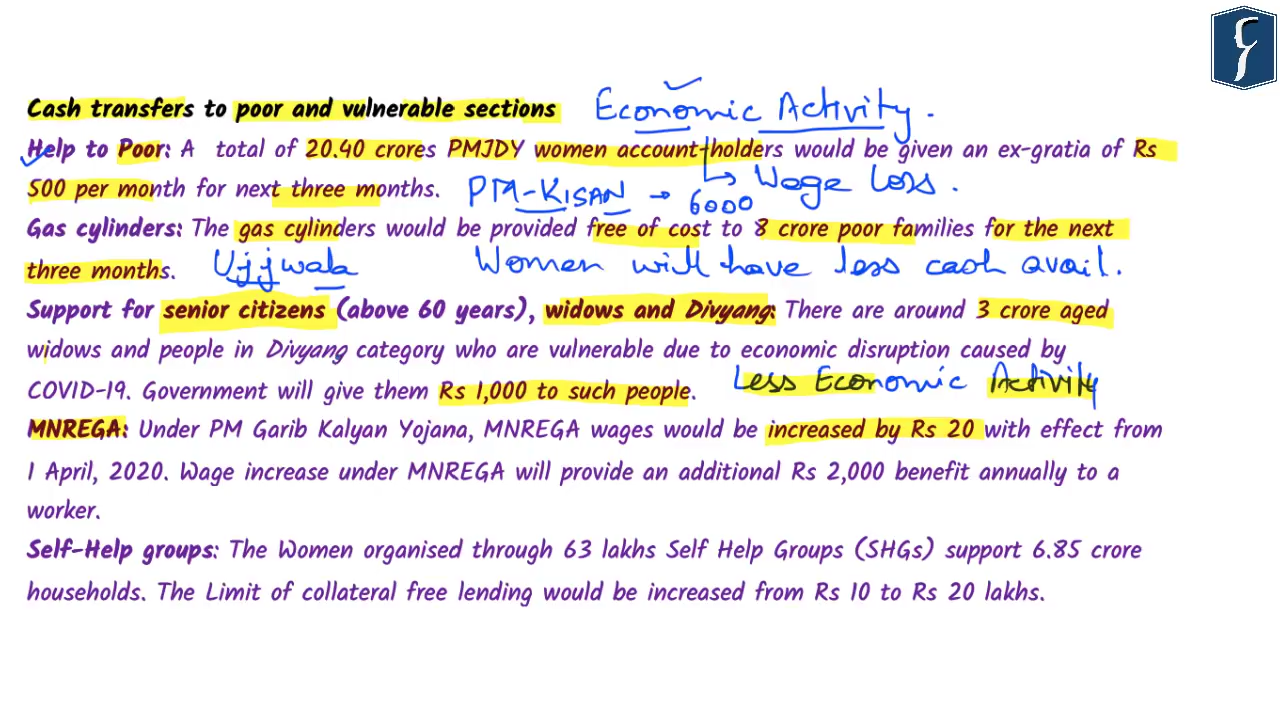 Cash transfers to poor and vulnerable sections Economic Activity.
Help to Poor: A total of 20.40 crores PMJDY women account-holders would be given an ex-gratia of Rs
500 per month for next three months. PM-KISAN → 6000 → Wage Loss.
Gas cylinders: The gas cylinders would be provided free of cost to 8 crore poor families for the next
three months. Ujjwala Women will have less cash avail.
Support for senior citizens (above 60 years), widows and Divyang: There are around 3 crore aged
widows and people in Divyang category who are vulnerable due to economic disruption caused by
COVID-19. Government will give them Rs 1,000 to such people. Less Economic Activity
MNREGA: Under PM Garib Kalyan Yojana, MNREGA wages would be increased by Rs 20 with effect from
1 April, 2020. Wage increase under MNREGA will provide an additional Rs 2,000 benefit annually to a
worker.
Self-Help groups: The Women organised through 63 lakhs Self Help Groups (SHGs) support 6.85 crore
households. The Limit of collateral free lending would be increased from Rs 10 to Rs 20 lakhs.